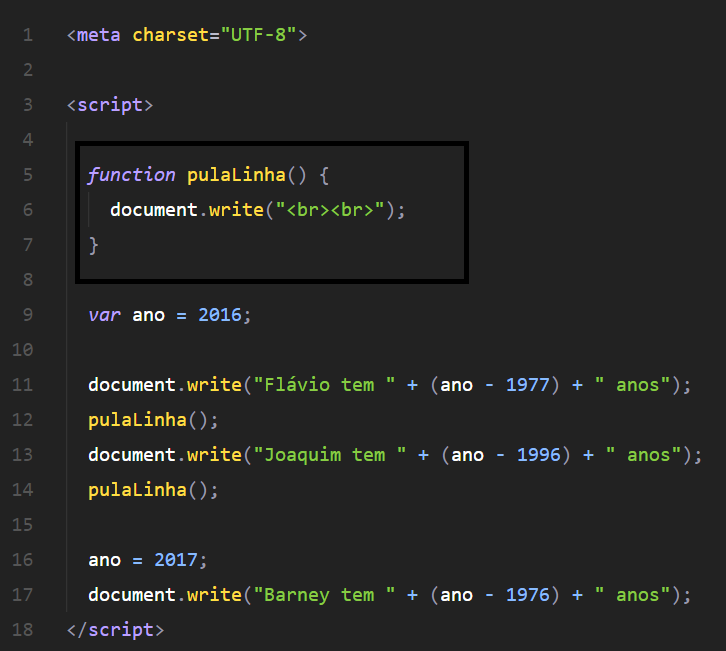 1 <meta charset="UTF-8">
2
3 <script>
4
5 function pulaLinha() {
6 document.write("<br><br>");
7 }
8
9 var ano = 2016;
10
11 document.write("Flávio tem " + (ano - 1977) + " anos");
12 pulaLinha();
13 document.write("Joaquim tem " + (ano - 1996) + " anos");
14 pulaLinha();
15
16 ano = 2017;
17 document.write("Barney tem " + (ano - 1976) + " anos");
18 </script>